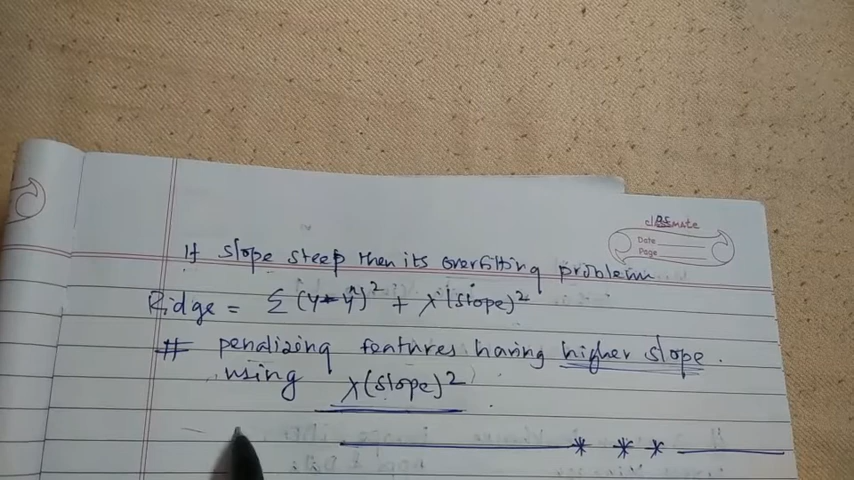 classmate
Date
Page
If slope steep then its overfitting problem
Ridge = Σ (y - ŷ)² + λ(slope)²
# penalizing features having higher slope.
using λ(slope)².
* * *